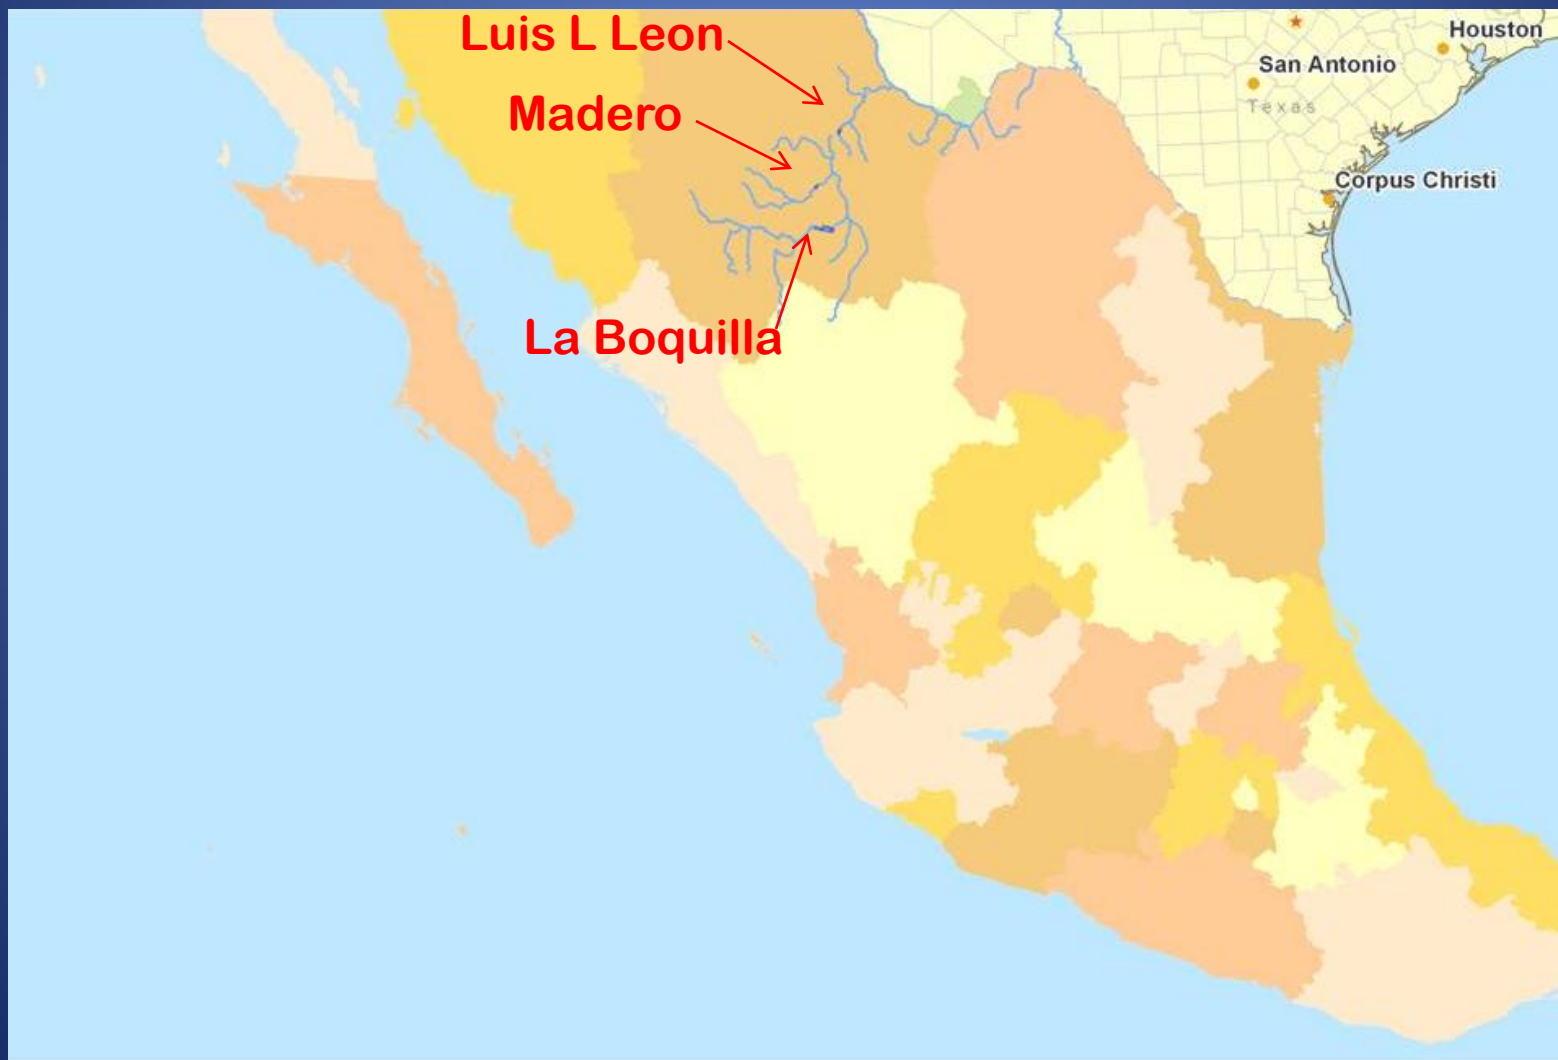 Luis L Leon
Houston
San Antonio
Madero
Texas
Corpus Christi
La Boquilla